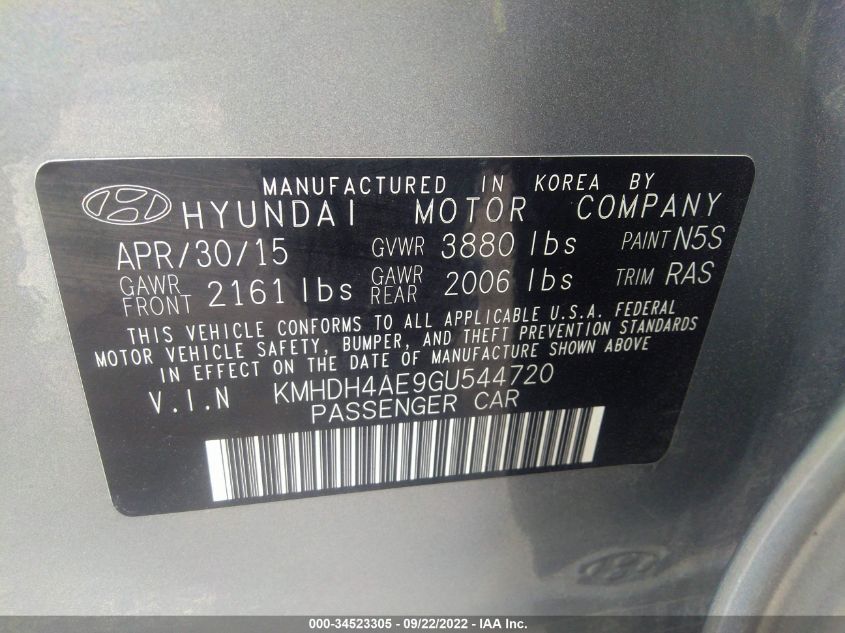 MANUFACTURED IN KOREA BY
HYUNDAI MOTOR COMPANY
APR/30/15 GVWR 3880 lbs PAINT N5S
GAWR FRONT 2161 lbs GAWR REAR 2006 lbs TRIM RAS
THIS VEHICLE CONFORMS TO ALL APPLICABLE U.S.A. FEDERAL
MOTOR VEHICLE SAFETY, BUMPER, AND THEFT PREVENTION STANDARDS
IN EFFECT ON THE DATE OF MANUFACTURE SHOWN ABOVE
V.I.N KMHDH4AE9GU544720
PASSENGER CAR
000-34523305 - 09/22/2022 - IAA Inc.